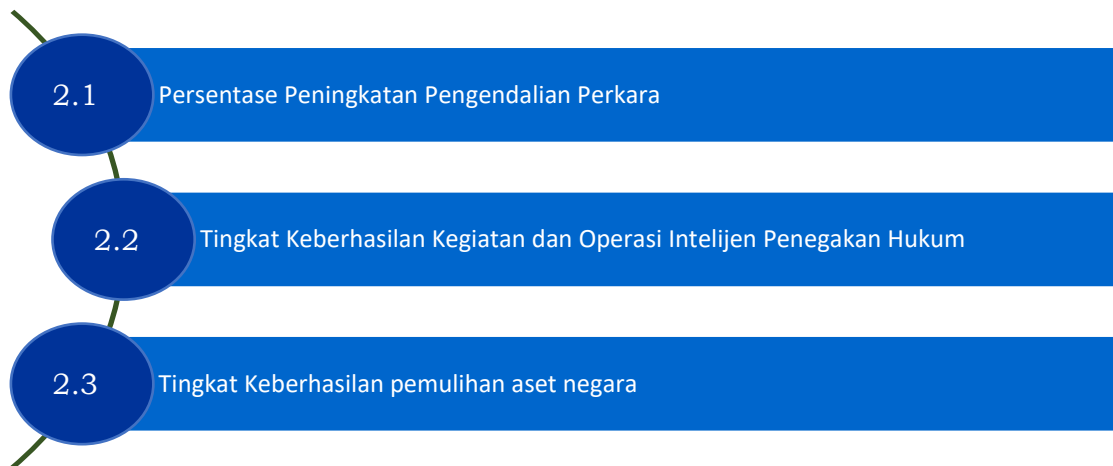 2.1
Persentase Peningkatan Pengendalian Perkara
2.2
Tingkat Keberhasilan Kegiatan dan Operasi Intelijen Penegakan Hukum
2.3
Tingkat Keberhasilan pemulihan aset negara